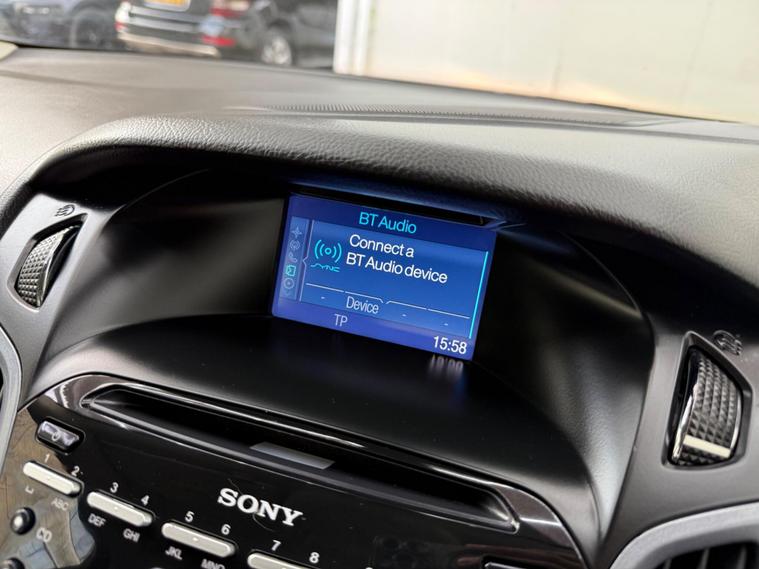 BT Audio
Connect a
BT Audio device
SYNC
- Device - -
TP
15:58
SONY
1 2
3 4
5 6
7 8
ABC
DEF GHI
JKL MNO
CD